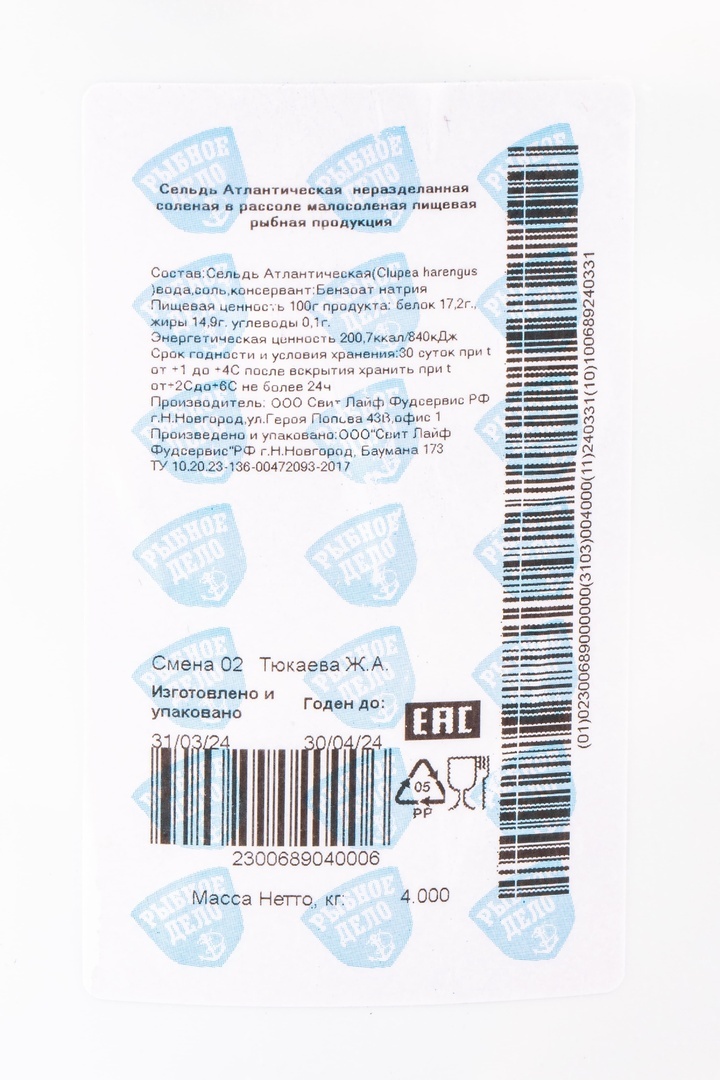 Сельдь Атлантическая неразделанная
соленая в рассоле малосоленая пищевая
рыбная продукция
Состав:Сельдь Атлантическая(Clupea harengus
)вода,соль,консервант:Бензоат натрия
Пищевая ценность 100г продукта: белок 17,2г.,
жиры 14,9г. углеводы 0,1г.
Энергетическая ценность 200,7ккал/840кДж
Срок годности и условия хранения:30 суток при t
от +1 до +4С после вскрытия хранить при t
от+2Сдо+6С не более 24ч
Производитель: ООО Свит Лайф Фудсервис РФ
г.Н.Новгород,ул.Героя Попова 43В,офис 1
Произведено и упаковано:ООО"Свит Лайф
Фудсервис"РФ г.Н.Новгород, Баумана 173
ТУ 10.20.23-136-00472093-2017
(01)02300689000000(3103)004000(11)240331(10)100689240331
РЫБНОЕ
ДЕЛО
Смена 02 Тюкаева Ж.А.
Изготовлено и
упаковано
Годен до:
31/03/24 30/04/24
EAC
05
PP
2300689040006
Масса Нетто, кг: 4.000